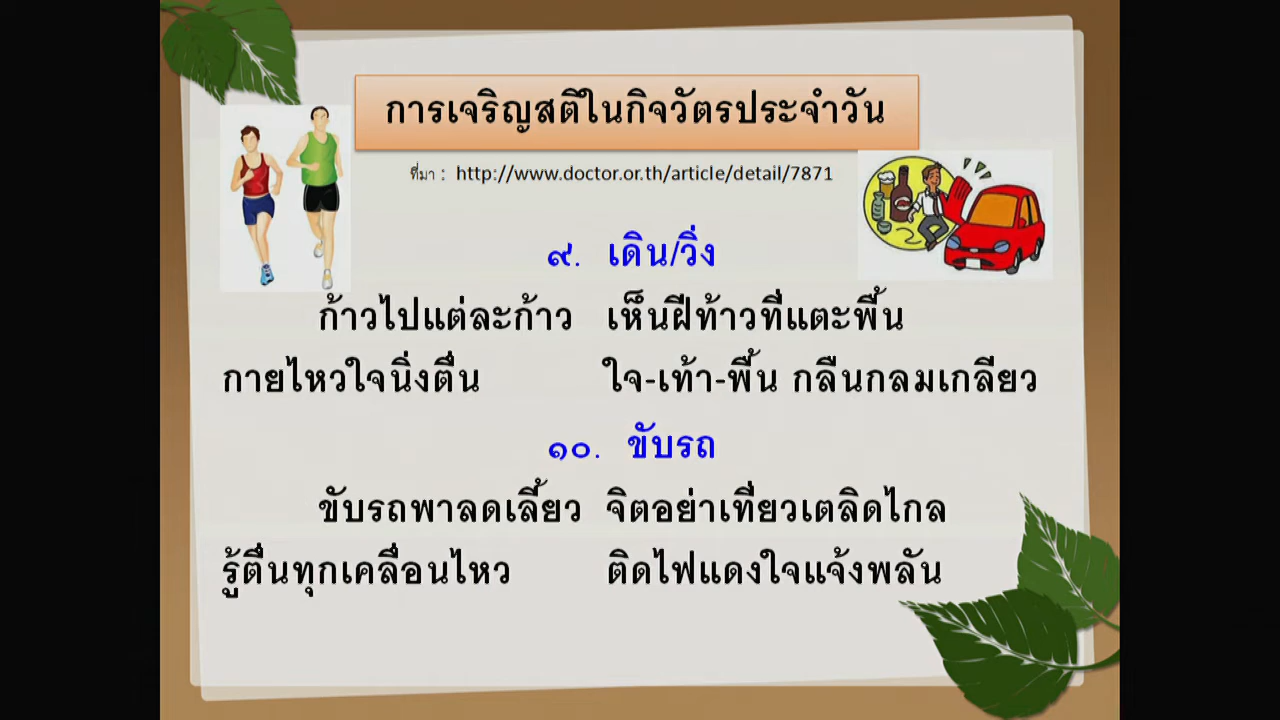 การเจริญสติในกิจวัตรประจำวัน
ที่มา : http://www.doctor.or.th/article/detail/7871
๙. เดิน/วิ่ง
ก้าวไปแต่ละก้าว เห็นฝีท้าวที่แตะพื้น
กายไหวใจนิ่งตื่น ใจ-เท้า-พื้น กลืนกลมเกลียว
๑๐. ขับรถ
ขับรถพาลดเลี้ยว จิตอย่าเที่ยวเตลิดไกล
รู้ตื่นทุกเคลื่อนไหว ติดไฟแดงใจแจ้งพลัน